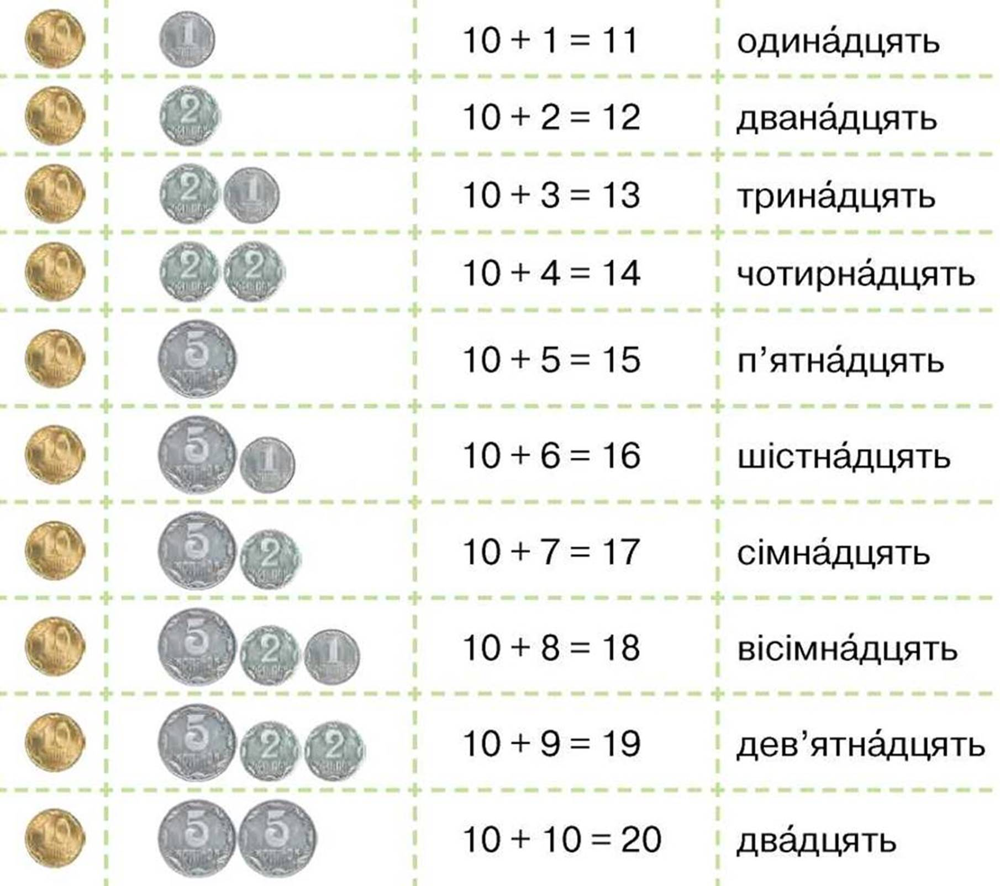 10 1 10 + 1 = 11 одина́дцять
10 2 10 + 2 = 12 двана́дцять
10 2 1 10 + 3 = 13 трина́дцять
10 2 2 10 + 4 = 14 чотирна́дцять
10 5 10 + 5 = 15 п’ятна́дцять
10 5 1 10 + 6 = 16 шістна́дцять
10 5 2 10 + 7 = 17 сімна́дцять
10 5 2 1 10 + 8 = 18 вісімна́дцять
10 5 2 2 10 + 9 = 19 дев’ятна́дцять
10 5 5 10 + 10 = 20 два́дцять